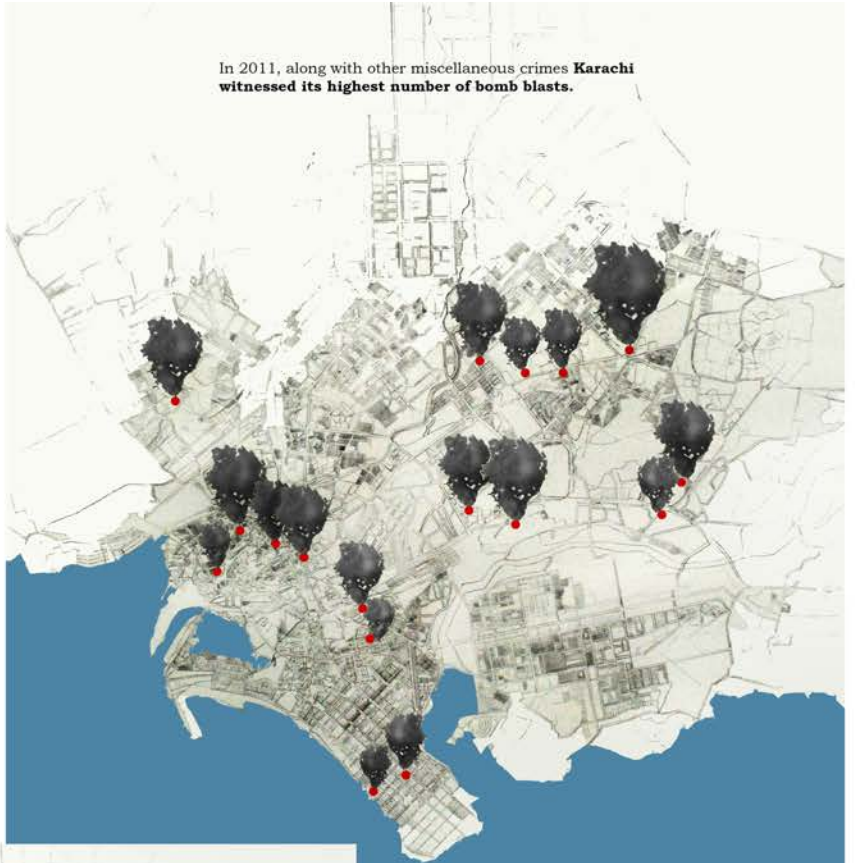 In 2011, along with other miscellaneous crimes Karachi
witnessed its highest number of bomb blasts.